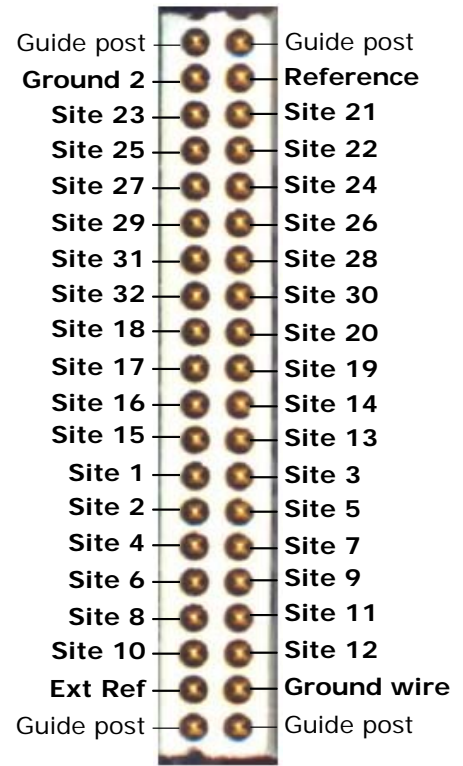 Guide post Guide post
Ground 2 Reference
Site 23 Site 21
Site 25 Site 22
Site 27 Site 24
Site 29 Site 26
Site 31 Site 28
Site 32 Site 30
Site 18 Site 20
Site 17 Site 19
Site 16 Site 14
Site 15 Site 13
Site 1 Site 3
Site 2 Site 5
Site 4 Site 7
Site 6 Site 9
Site 8 Site 11
Site 10 Site 12
Ext Ref Ground wire
Guide post Guide post